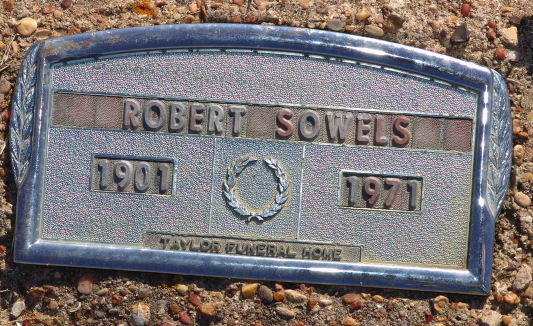 ROBERT SOWELS
1901 1971
TAYLOR FUNERAL HOME